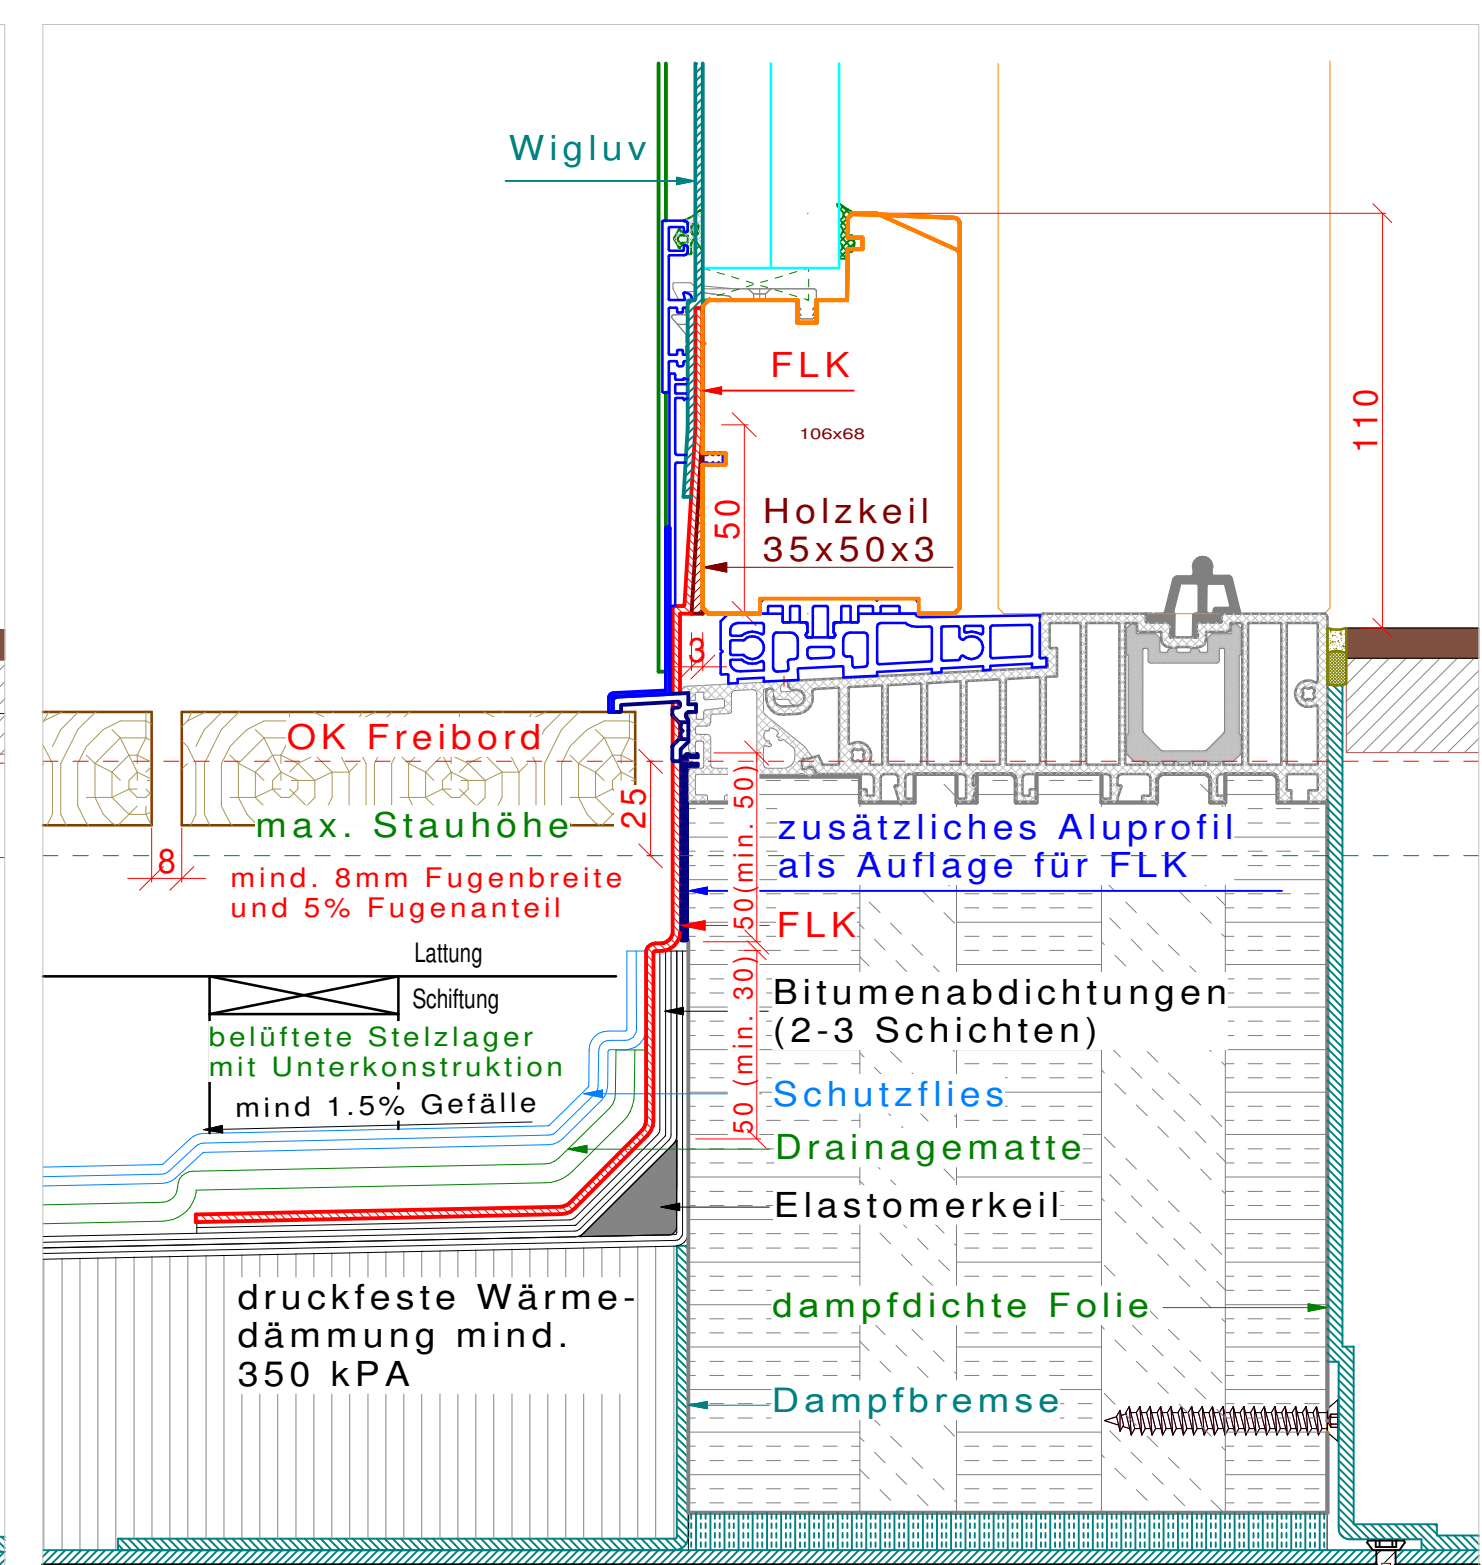 Wigluv
FLK
106x68
110
50
Holzkeil
35x50x3
3
OK Freibord
25
max. Stauhöhe
8
mind. 8mm Fugenbreite
und 5% Fugenanteil
50(min. 50)
zusätzliches Aluprofil
als Auflage für FLK
FLK
Lattung
Schiftung
50 (min. 30)
Bitumenabdichtungen
(2-3 Schichten)
belüftete Stelzlager
mit Unterkonstruktion
mind 1.5% Gefälle
Schutzflies
Drainagematte
Elastomerkeil
druckfeste Wärme-
dämmung mind.
350 kPA
dampfdichte Folie
Dampfbremse